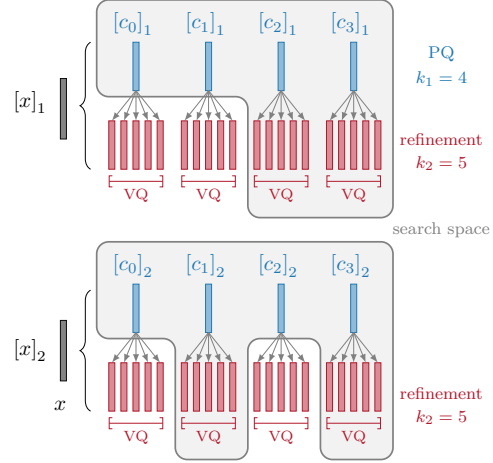 [c₀]₁ [c₁]₁ [c₂]₁ [c₃]₁
PQ
k₁ = 4
[x]₁
refinement
k₂ = 5
VQ VQ VQ VQ
search space
[c₀]₂ [c₁]₂ [c₂]₂ [c₃]₂
[x]₂
x
refinement
k₂ = 5
VQ VQ VQ VQ